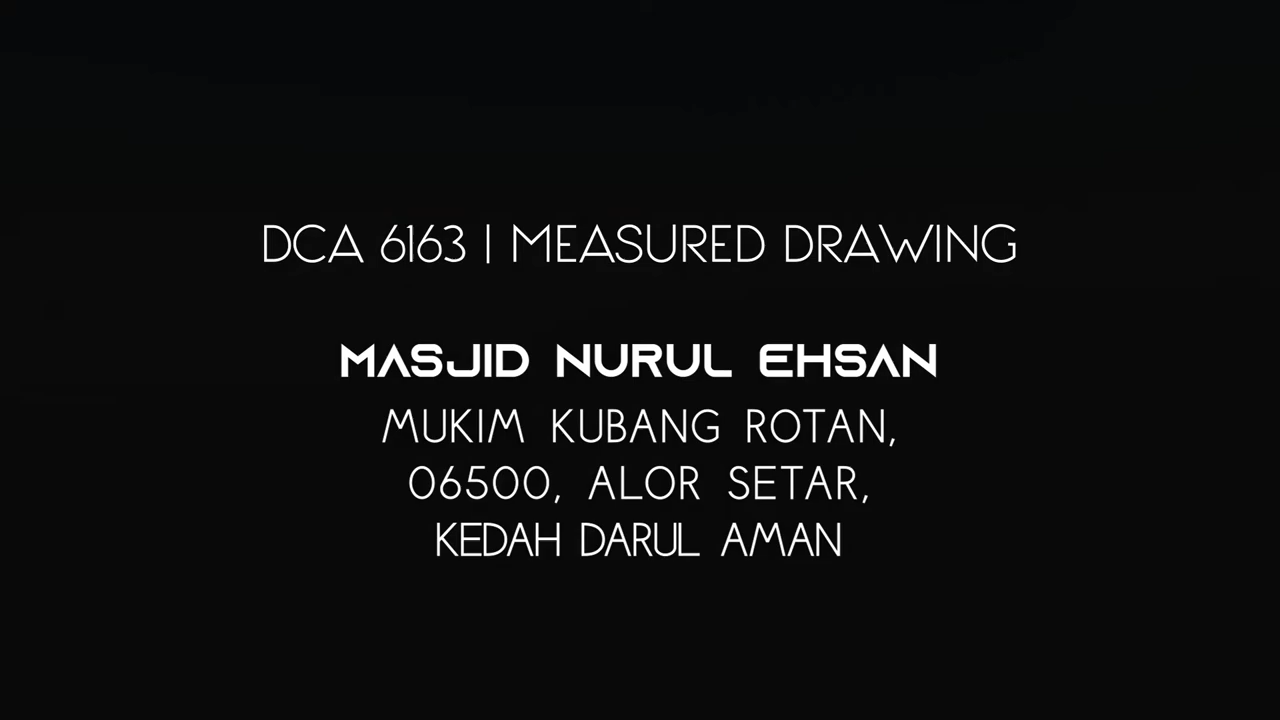 DCA 6163 | MEASURED DRAWING
MASJID NURUL EHSAN
MUKIM KUBANG ROTAN,
06500, ALOR SETAR,
KEDAH DARUL AMAN